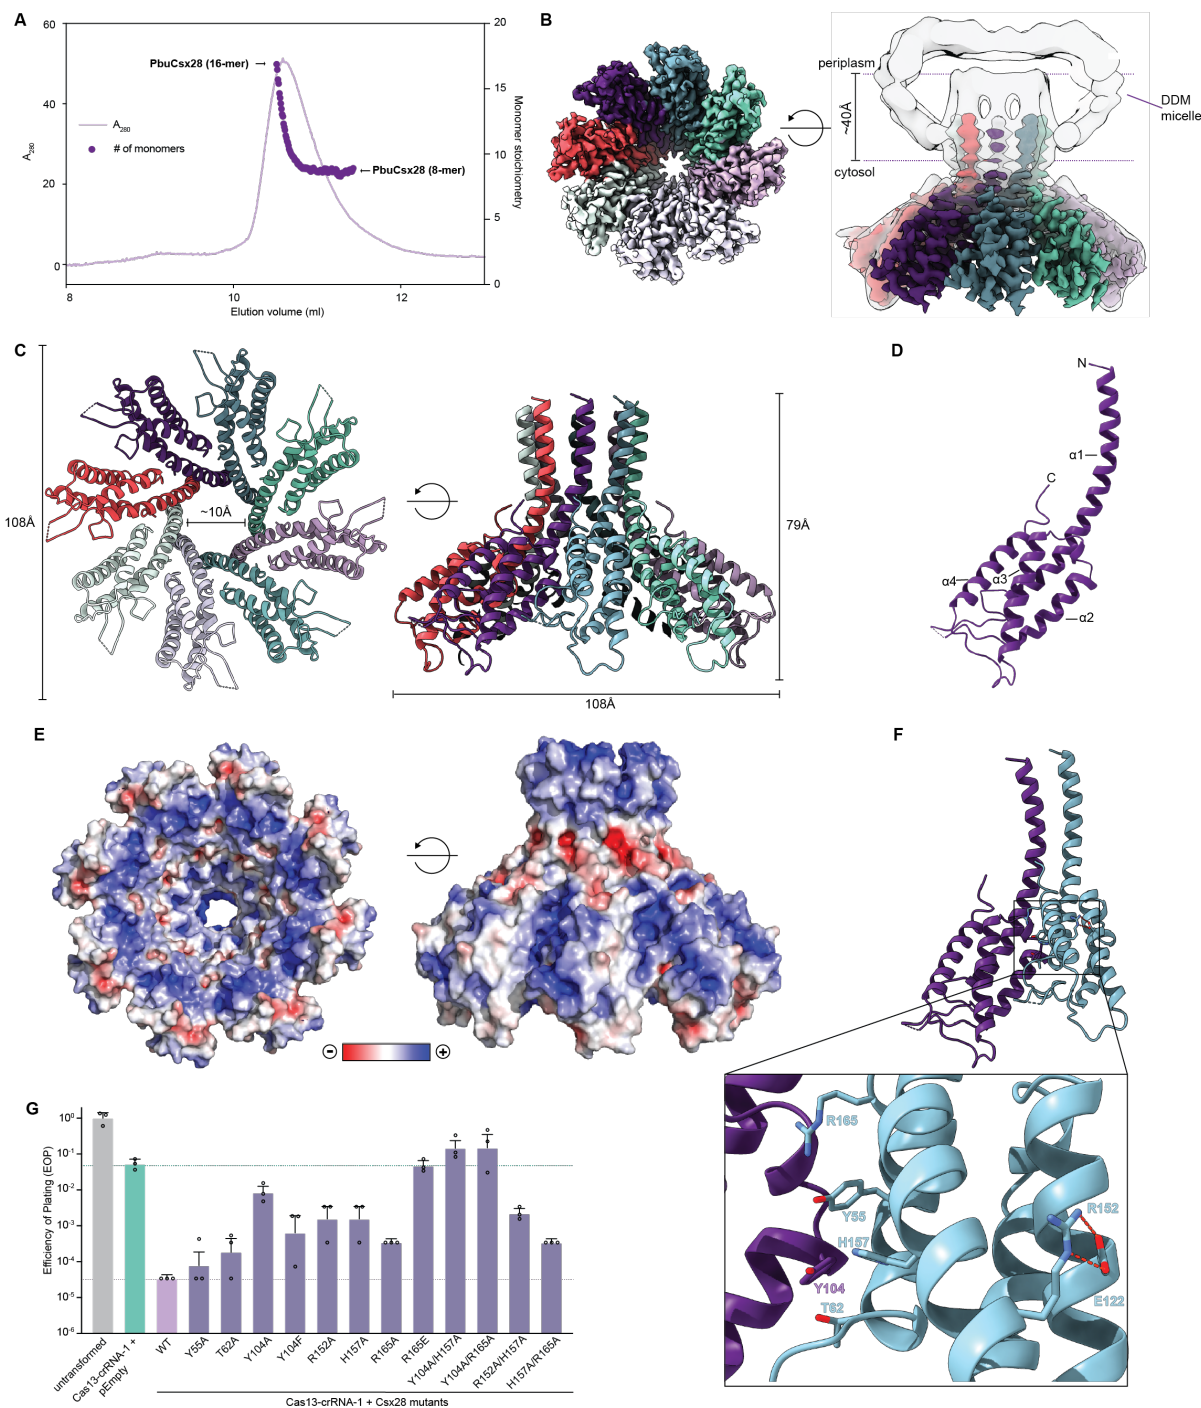 A
60
40
20
0
A280
20
15
10
5
0
Monomer stoichiometry
PbuCsx28 (16-mer)
A280
# of monomers
PbuCsx28 (8-mer)
8
10
12
Elution volume (ml)
B
periplasm
~40Å
cytosol
DDM
micelle
C
108Å
~10Å
79Å
108Å
D
N
α1
C
α4
α3
α2
E
-
+
F
R165
Y55
H157
Y104
T62
R152
E122
G
Efficiency of Plating (EOP)
10^0
10^-1
10^-2
10^-3
10^-4
10^-5
10^-6
untransformed
Cas13-crRNA-1 +
pEmpty
WT
Y55A
T62A
Y104A
Y104F
R152A
H157A
R165A
R165E
Y104A/H157A
Y104A/R165A
R152A/H157A
H157A/R165A
Cas13-crRNA-1 + Csx28 mutants